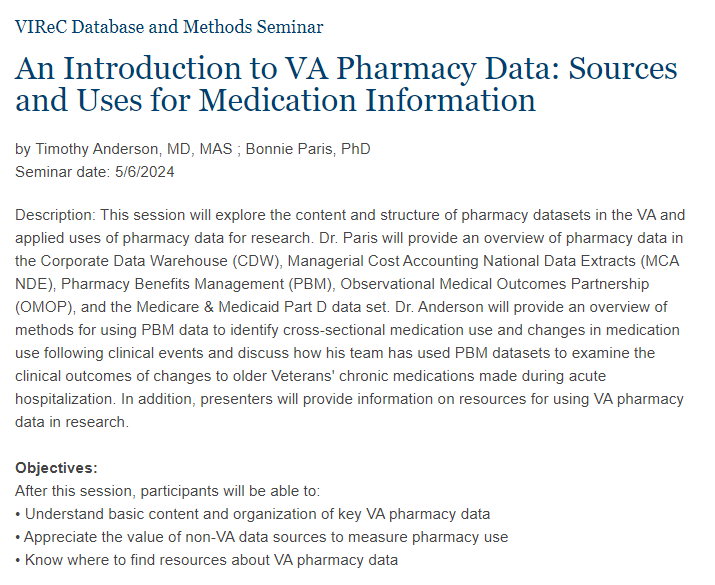 VIReC Database and Methods Seminar
An Introduction to VA Pharmacy Data: Sources
and Uses for Medication Information
by Timothy Anderson, MD, MAS ; Bonnie Paris, PhD
Seminar date: 5/6/2024
Description: This session will explore the content and structure of pharmacy datasets in the VA and
applied uses of pharmacy data for research. Dr. Paris will provide an overview of pharmacy data in
the Corporate Data Warehouse (CDW), Managerial Cost Accounting National Data Extracts (MCA
NDE), Pharmacy Benefits Management (PBM), Observational Medical Outcomes Partnership
(OMOP), and the Medicare & Medicaid Part D data set. Dr. Anderson will provide an overview of
methods for using PBM data to identify cross-sectional medication use and changes in medication
use following clinical events and discuss how his team has used PBM datasets to examine the
clinical outcomes of changes to older Veterans' chronic medications made during acute
hospitalization. In addition, presenters will provide information on resources for using VA pharmacy
data in research.
Objectives:
After this session, participants will be able to:
• Understand basic content and organization of key VA pharmacy data
• Appreciate the value of non-VA data sources to measure pharmacy use
• Know where to find resources about VA pharmacy data